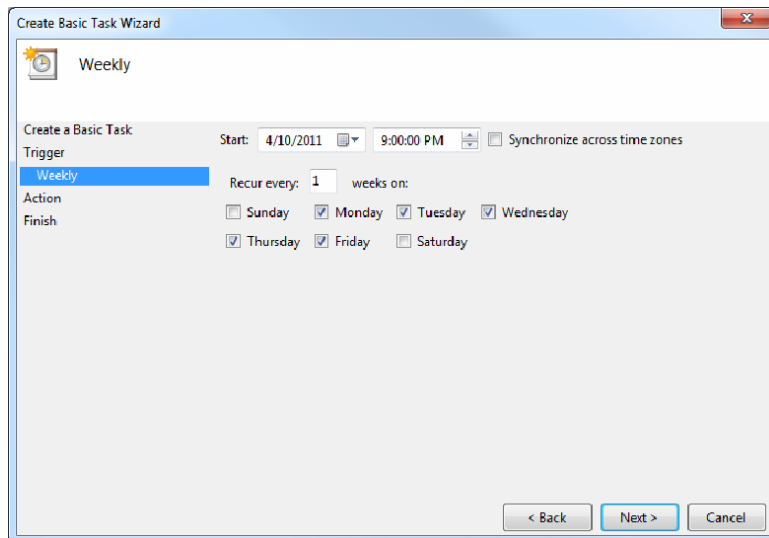 Create Basic Task Wizard
Weekly
Create a Basic Task
Trigger
Weekly
Action
Finish
Start: 4/10/2011 9:00:00 PM Synchronize across time zones
Recur every: 1 weeks on:
Sunday Monday Tuesday Wednesday
Thursday Friday Saturday
< Back Next > Cancel